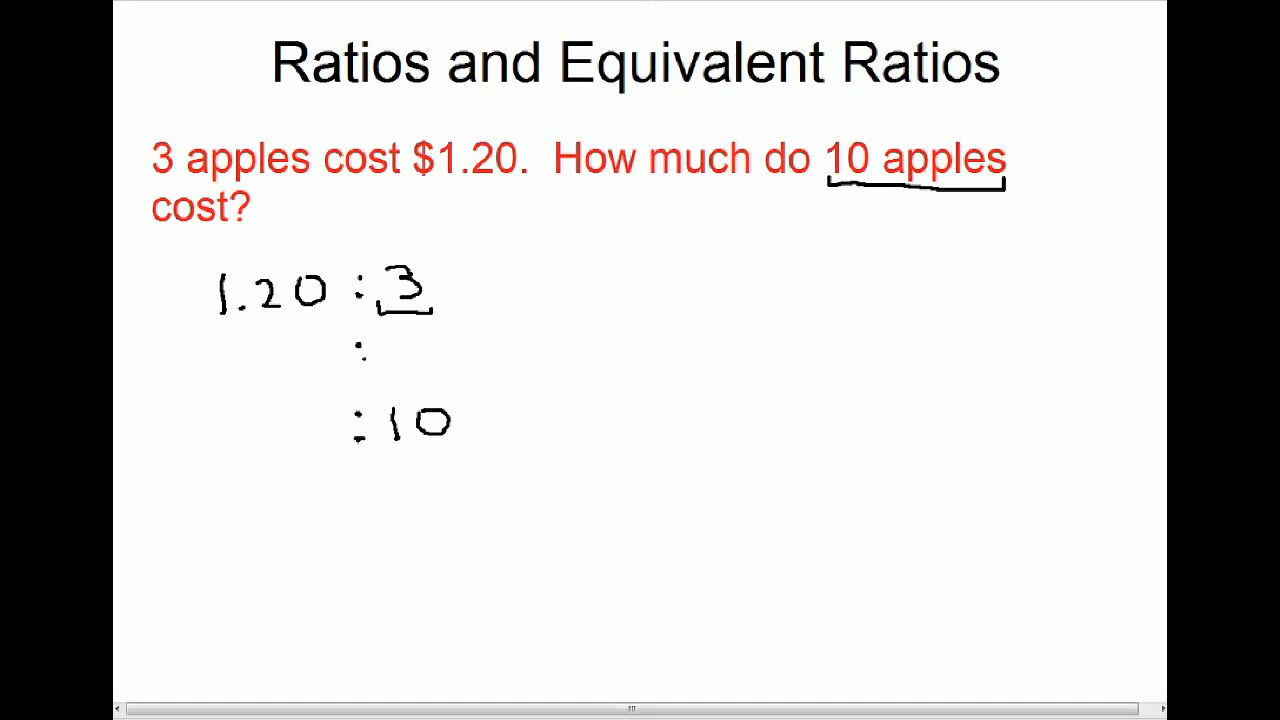 Ratios and Equivalent Ratios
3 apples cost $1.20. How much do 10 apples
cost?
1.20 : 3
:
: 10